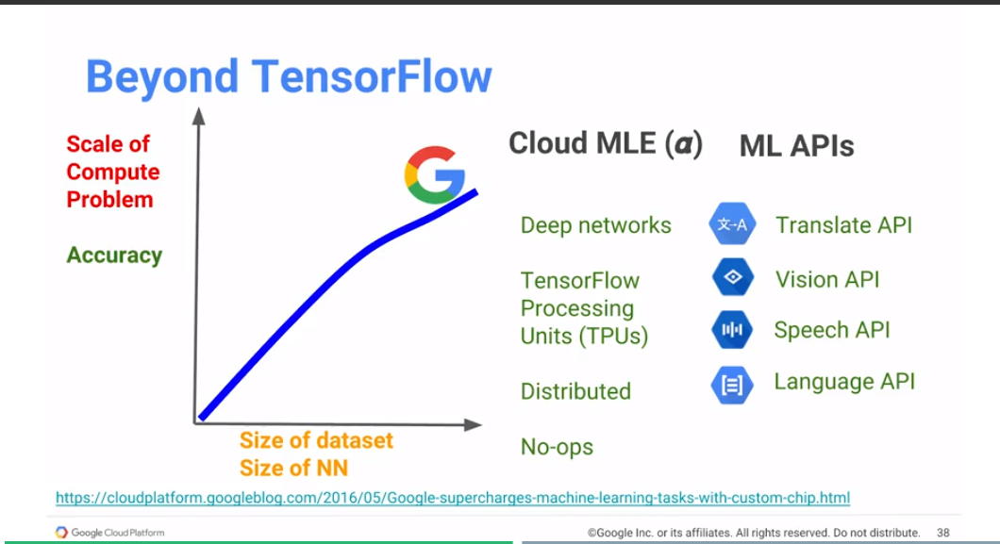 Beyond TensorFlow
Scale of
Compute
Problem
Accuracy
Size of dataset
Size of NN
Cloud MLE (α)
Deep networks
TensorFlow
Processing
Units (TPUs)
Distributed
No-ops
ML APIs
文→A Translate API
Vision API
Speech API
Language API
https://cloudplatform.googleblog.com/2016/05/Google-supercharges-machine-learning-tasks-with-custom-chip.html
Google Cloud Platform
©Google Inc. or its affiliates. All rights reserved. Do not distribute. 38